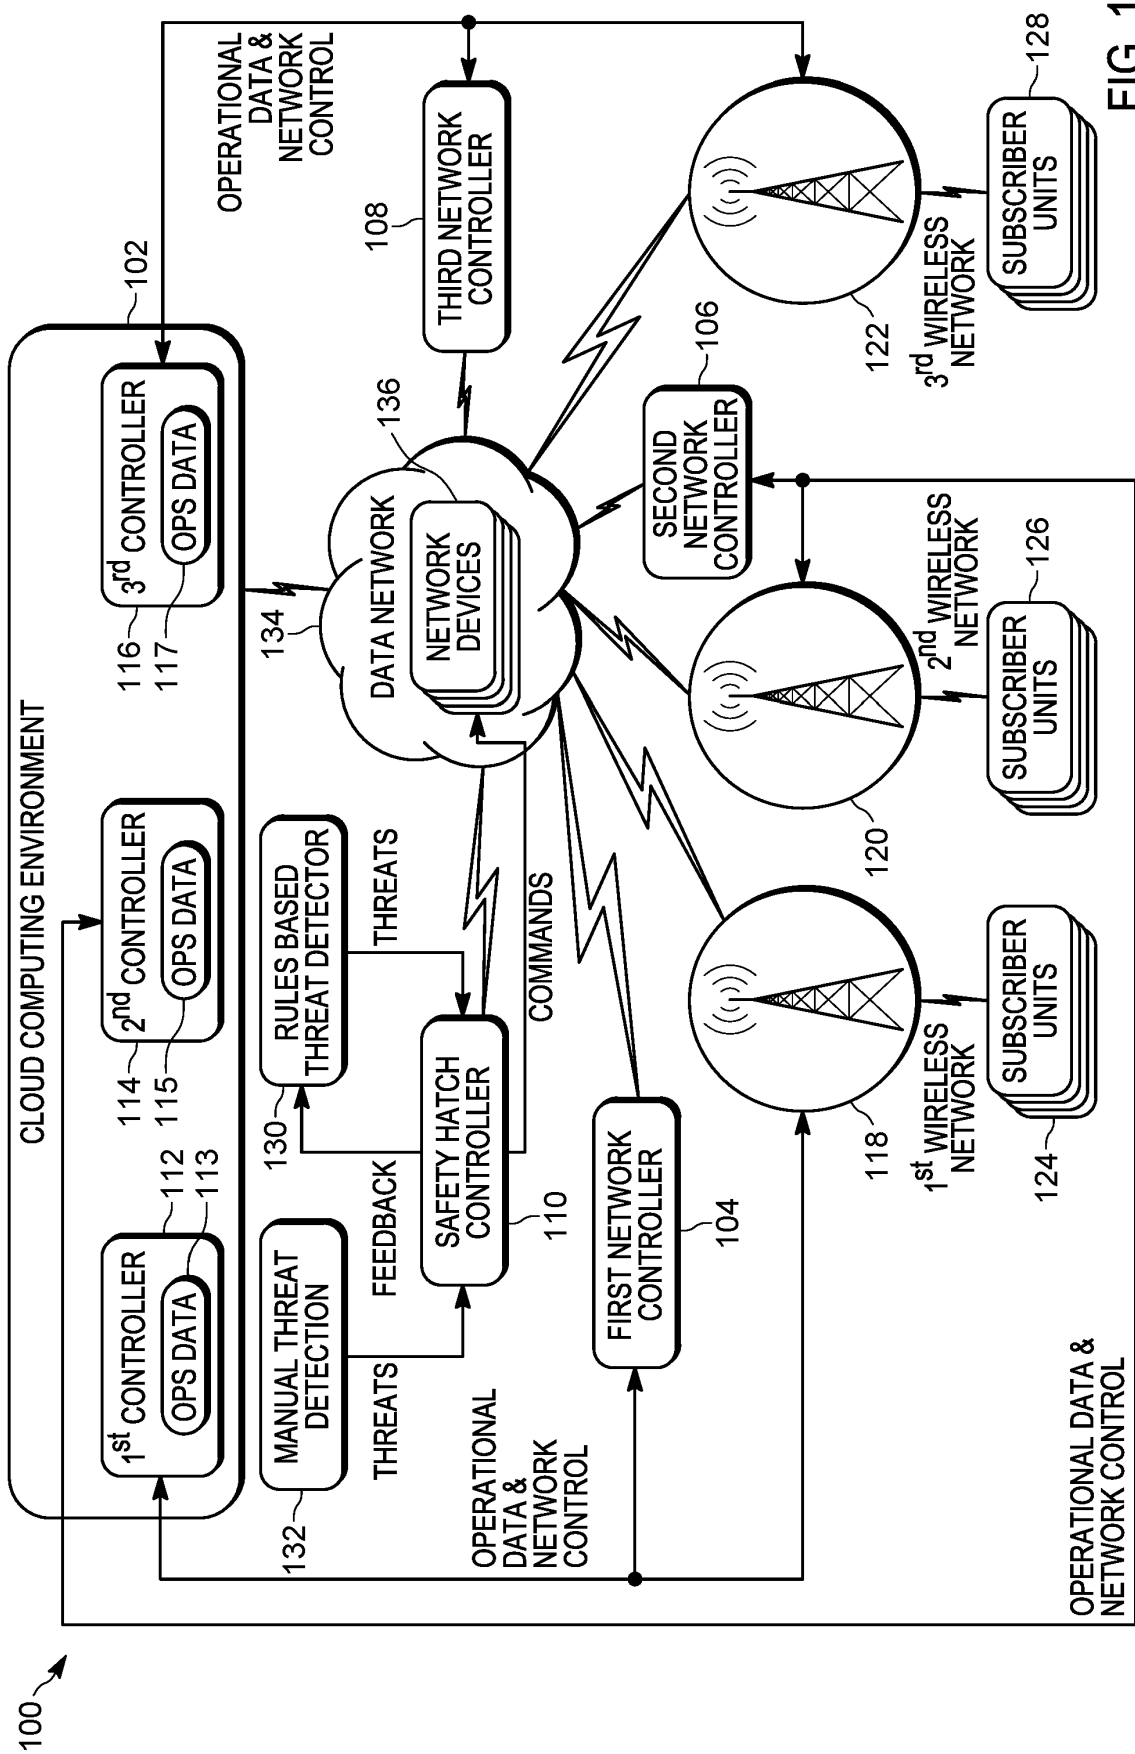 100
CLOUD COMPUTING ENVIRONMENT
102
1st CONTROLLER
OPS DATA
112
113
2nd CONTROLLER
OPS DATA
114
115
3rd CONTROLLER
OPS DATA
116
117
MANUAL THREAT
DETECTION
132
THREATS
RULES BASED
THREAT DETECTOR
130
FEEDBACK
THREATS
SAFETY HATCH
CONTROLLER
110
COMMANDS
134
DATA NETWORK
NETWORK
DEVICES
136
OPERATIONAL
DATA &
NETWORK
CONTROL
THIRD NETWORK
CONTROLLER
108
OPERATIONAL
DATA &
NETWORK
CONTROL
FIRST NETWORK
CONTROLLER
104
SECOND
NETWORK
CONTROLLER
106
118
1st WIRELESS
NETWORK
120
2nd WIRELESS
NETWORK
122
3rd WIRELESS
NETWORK
SUBSCRIBER
UNITS
124
SUBSCRIBER
UNITS
126
SUBSCRIBER
UNITS
128
OPERATIONAL DATA &
NETWORK CONTROL
FIG. 1